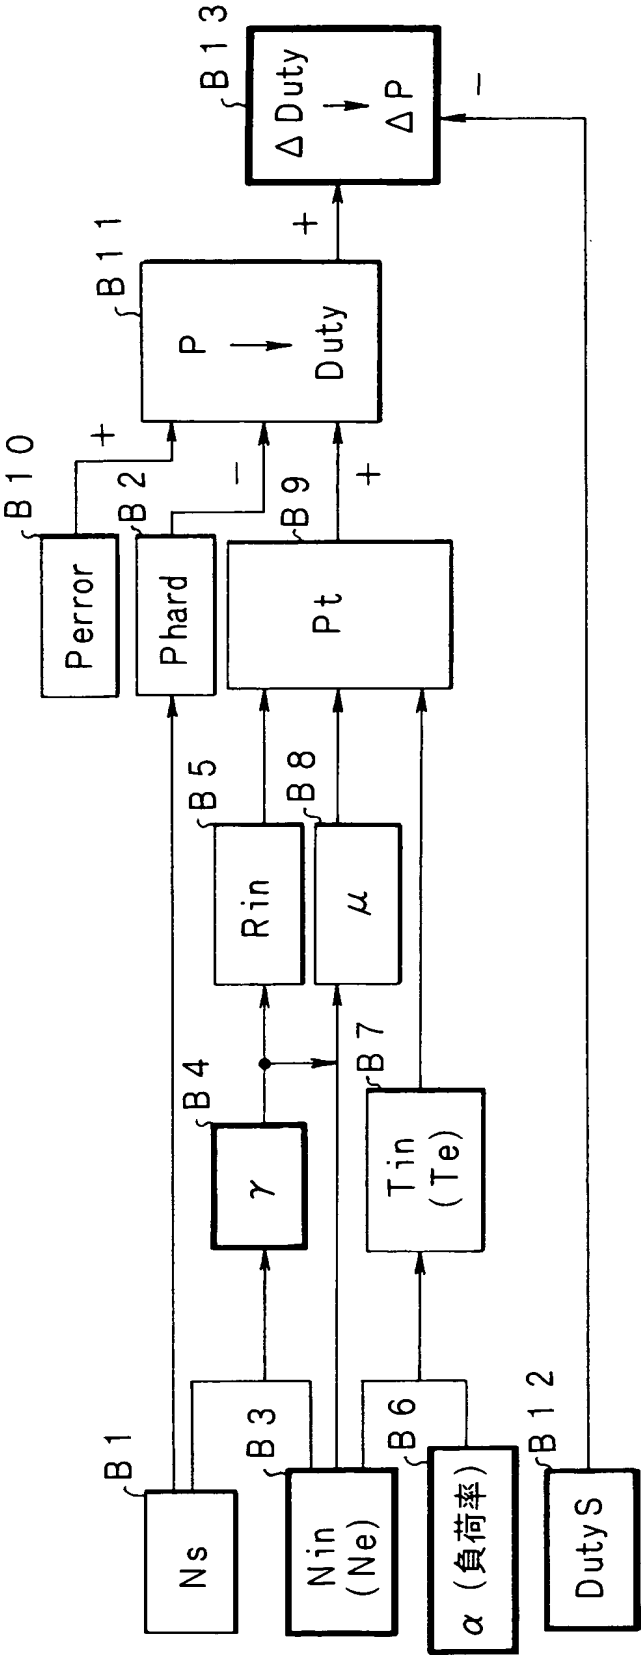 B1
Ns
B3
Nin
(Ne)
B6
α (負荷率)
B12
DutyS
B4
γ
B7
Tin
(Te)
B5
Rin
B8
μ
B10
Perror
B2
Phard
B9
Pt
+
−
+
B11
P
Duty
+
−
B13
Δ Duty
ΔP